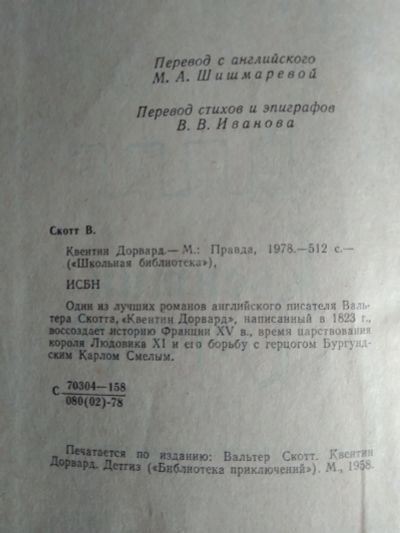 Перевод с английского
М. А. Шишмаревой
Перевод стихов и эпиграфов
В. В. Иванова
Скотт В.
Квентин Дорвард.— М.: Правда, 1978.—512 с.—
(«Школьная библиотека»),
ИСБН
Один из лучших романов английского писателя Валь-
тера Скотта, «Квентин Дорвард», написанный в 1823 г.,
воссоздает историю Франции XV в., время царствования
короля Людовика XI и его борьбу с герцогом Бургунд-
ским Карлом Смелым.
С 70304—158
080(02)-78
Печатается по изданию: Вальтер Скотт. Квентин
Дорвард. Детгиз («Библиотека приключений»). М., 1958.